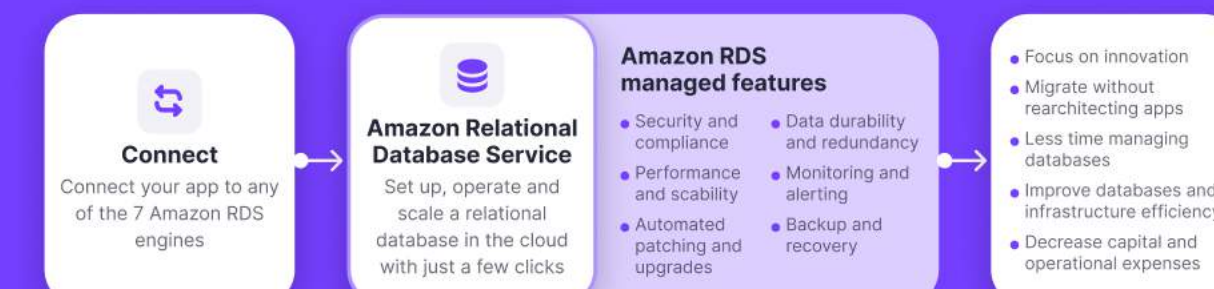 Connect
Connect your app to any
of the 7 Amazon RDS
engines
Amazon Relational
Database Service
Set up, operate and
scale a relational
database in the cloud
with just a few clicks
Amazon RDS
managed features
Security and
compliance
Performance
and scability
Automated
patching and
upgrades
Data durability
and redundancy
Monitoring and
alerting
Backup and
recovery
Focus on innovation
Migrate without
rearchitecting apps
Less time managing
databases
Improve databases and
infrastructure efficiency
Decrease capital and
operational expenses